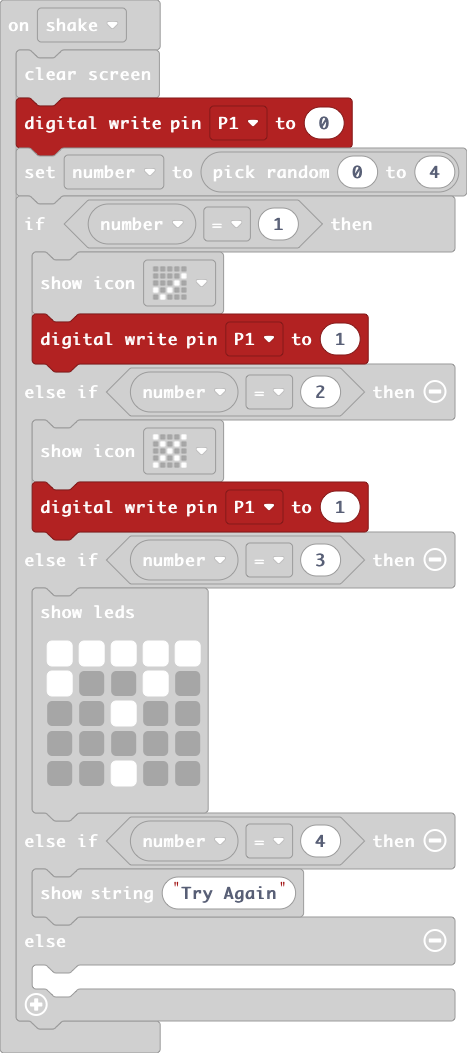 on shake
clear screen
digital write pin P1 to 0
set number to pick random 0 to 4
if number = 1 then
show icon
digital write pin P1 to 1
else if number = 2 then
show icon
digital write pin P1 to 1
else if number = 3 then
show leds
else if number = 4 then
show string "Try Again"
else